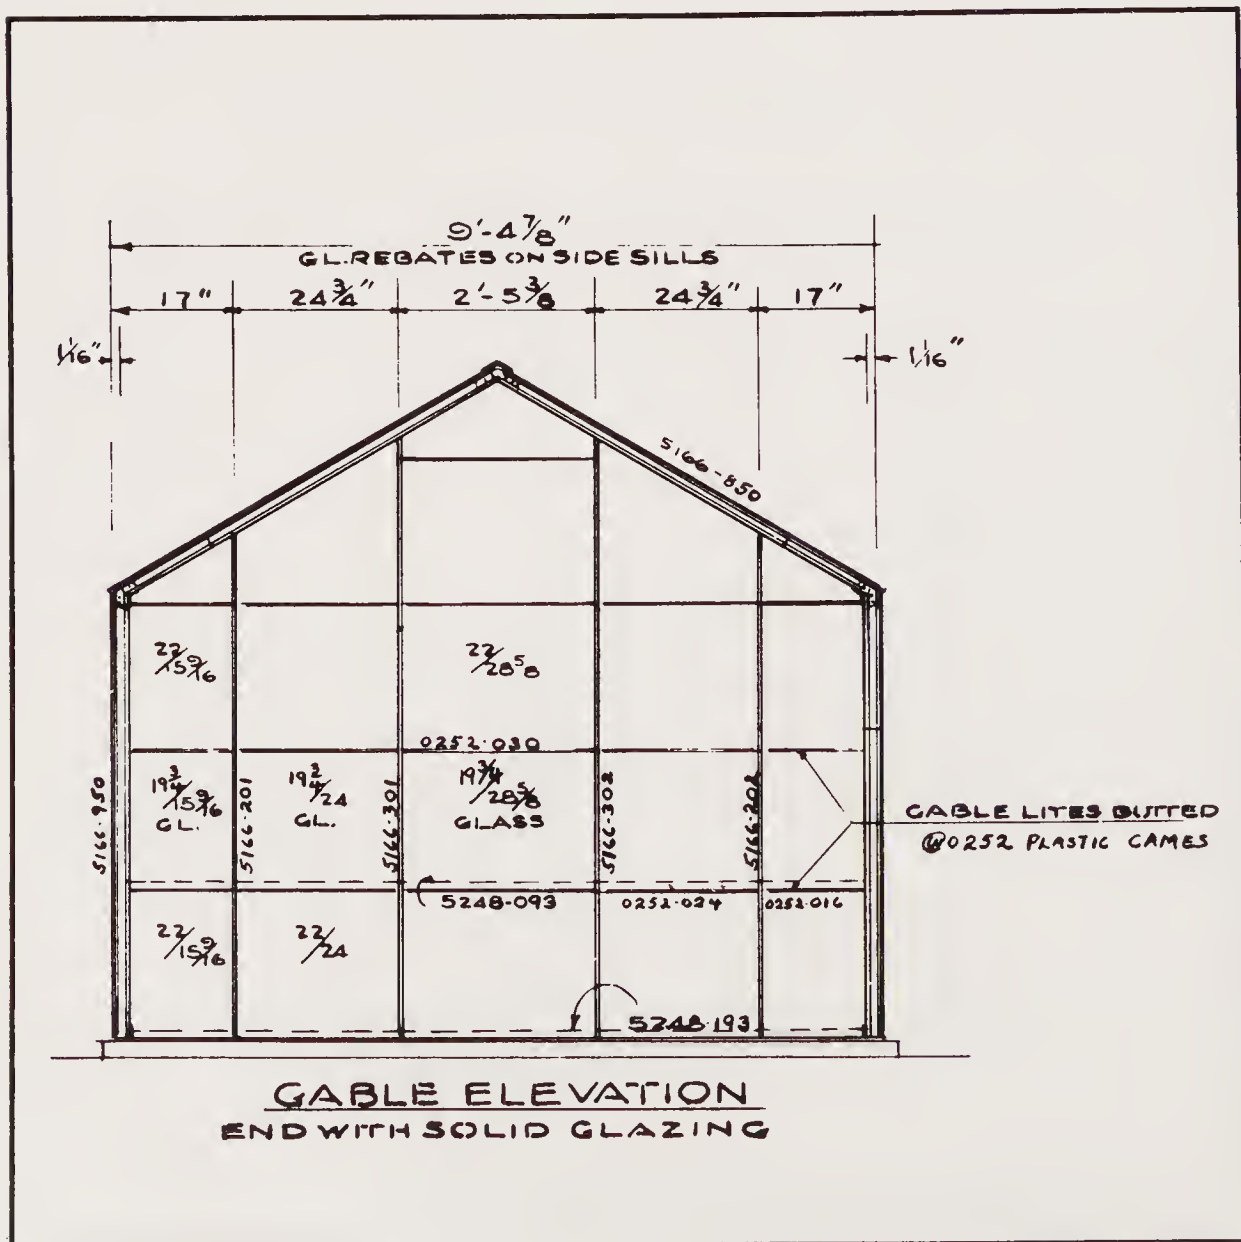 9'-4 7/8"
GL. REBATES ON SIDE SILLS
17" 24 3/4" 2'-5 3/8 24 3/4" 17"
1 1/16" 1 1/16"
5166-850
22/15 9/16 22/28 5/8
0252-030
5166-950
19 3/4/15 9/16
GL.
5166-201
19 3/4/24
GL.
5166-301
19 3/4/28 5/8
GLASS
5166-302
5166-202
GABLE LITES BUTTED
@0252 PLASTIC CAMES
5248-093 0252-024 0252-016
22/15 9/16 22/24
5248-193
GABLE ELEVATION
END WITH SOLID GLAZING